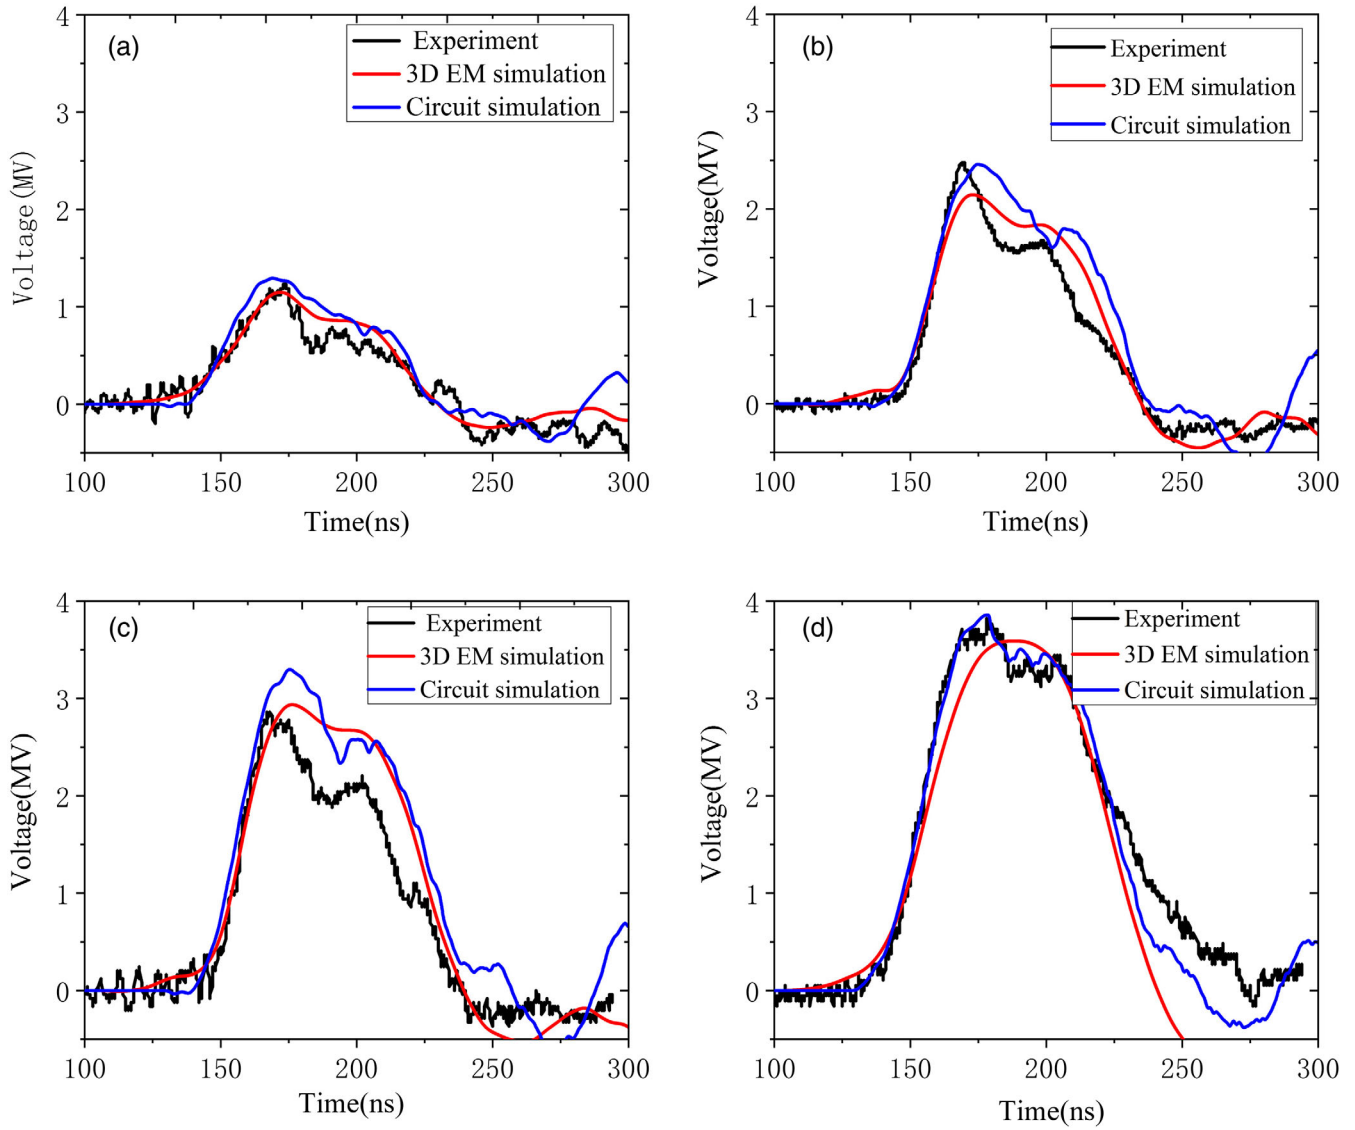 (a)
Experiment
3D EM simulation
Circuit simulation
4
3
2
1
0
Voltage(MV)
100 150 200 250 300
Time(ns)
(b)
Experiment
3D EM simulation
Circuit simulation
4
3
2
1
0
Voltage(MV)
100 150 200 250 300
Time(ns)
(c)
Experiment
3D EM simulation
Circuit simulation
4
3
2
1
0
Voltage(MV)
100 150 200 250 300
Time(ns)
(d)
Experiment
3D EM simulation
Circuit simulation
4
3
2
1
0
Voltage(MV)
100 150 200 250 300
Time(ns)